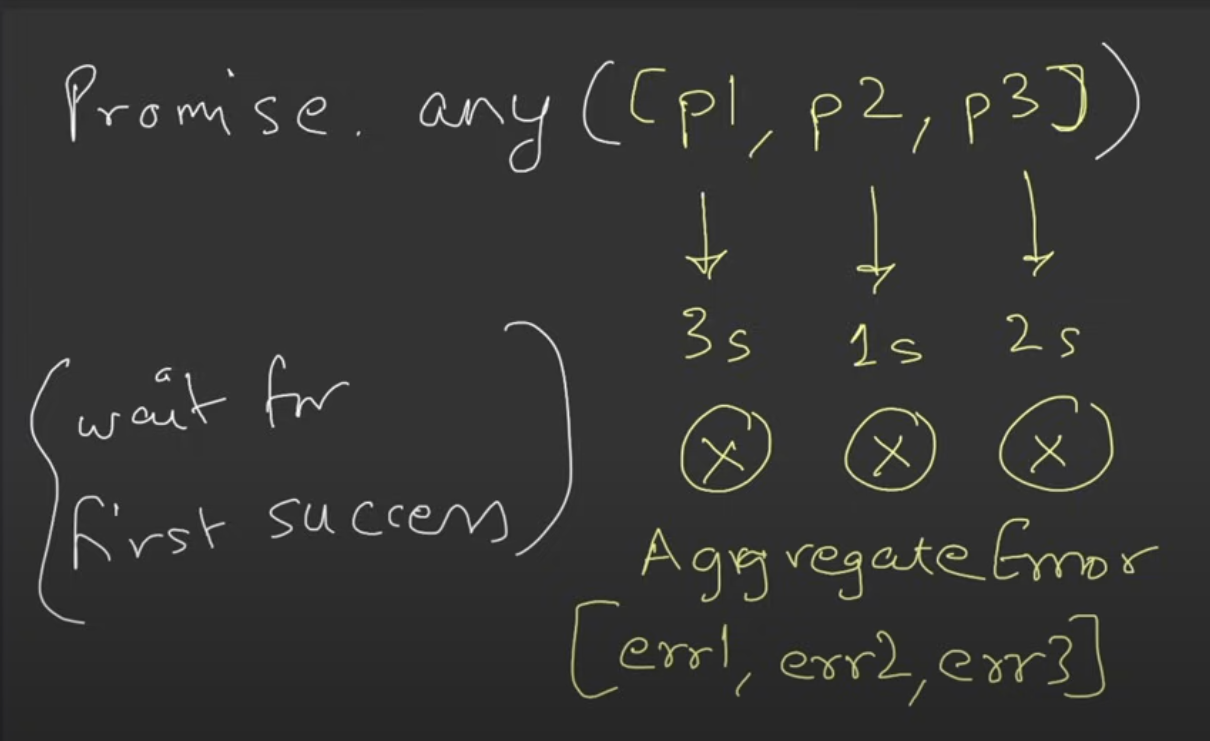 Promise. any([p1, p2, p3])
3s 1s 2s
X X X
wait for
first success
AggregateError
[err1, err2, err3]